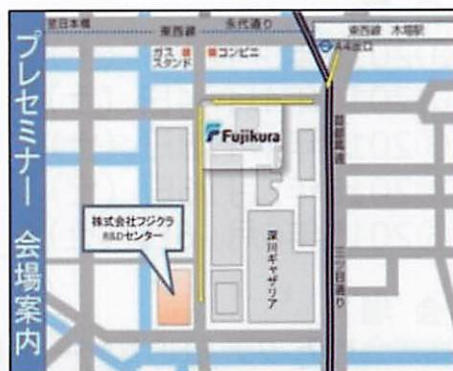 プレセミナー 会場案内
至日本橋
東西線
永代通り
東西線 木場駅
A4出口
ガス
スタンド
コンビニ
Fujikura
首都高速
株式会社フジクラ
R&Dセンター
深川ギャザリア
三ツ目通り